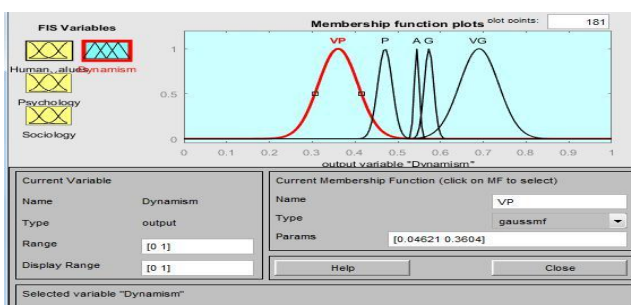 FIS Variables
Membership function plots
plot points:
181
VP
P
A
G
VG
1
0.5
0
Dynamism
Psychology
Sociology
0
0.1
0.2
0.3
0.4
0.5
0.6
0.7
0.8
0.9
1
output variable "Dynamism"
Current Variable
Name
Dynamism
Type
output
Range
[0 1]
Display Range
[0 1]
Current Membership Function (click on MF to select)
Name
VP
Type
gaussmf
Params
[0.04621 0.3604]
Help
Close
Selected variable "Dynamism"